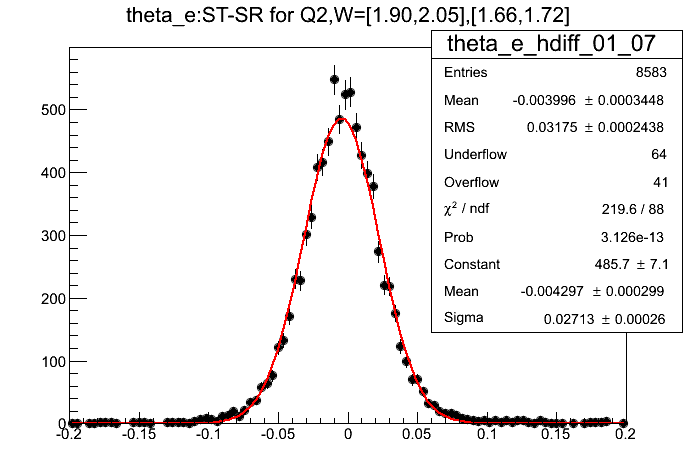 theta_e:ST-SR for Q2,W=[1.90,2.05],[1.66,1.72]
theta_e_hdiff_01_07
Entries 8583
Mean -0.003996 ± 0.0003448
RMS 0.03175 ± 0.0002438
Underflow 64
Overflow 41
χ² / ndf 219.6 / 88
Prob 3.126e-13
Constant 485.7 ± 7.1
Mean -0.004297 ± 0.000299
Sigma 0.02713 ± 0.00026
500
400
300
200
100
0
-0.2 -0.15 -0.1 -0.05 0 0.05 0.1 0.15 0.2